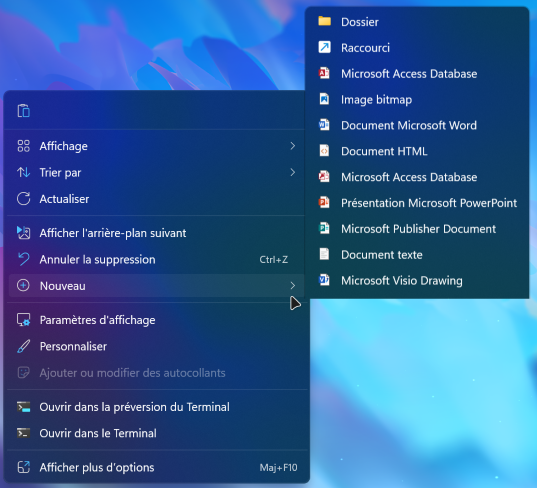 Affichage
Trier par
Actualiser
Afficher l'arrière-plan suivant
Annuler la suppression Ctrl+Z
Nouveau
Paramètres d'affichage
Personnaliser
Ajouter ou modifier des autocollants
Ouvrir dans la préversion du Terminal
Ouvrir dans le Terminal
Afficher plus d'options Maj+F10
Dossier
Raccourci
Microsoft Access Database
Image bitmap
Document Microsoft Word
Document HTML
Microsoft Access Database
Présentation Microsoft PowerPoint
Microsoft Publisher Document
Document texte
Microsoft Visio Drawing